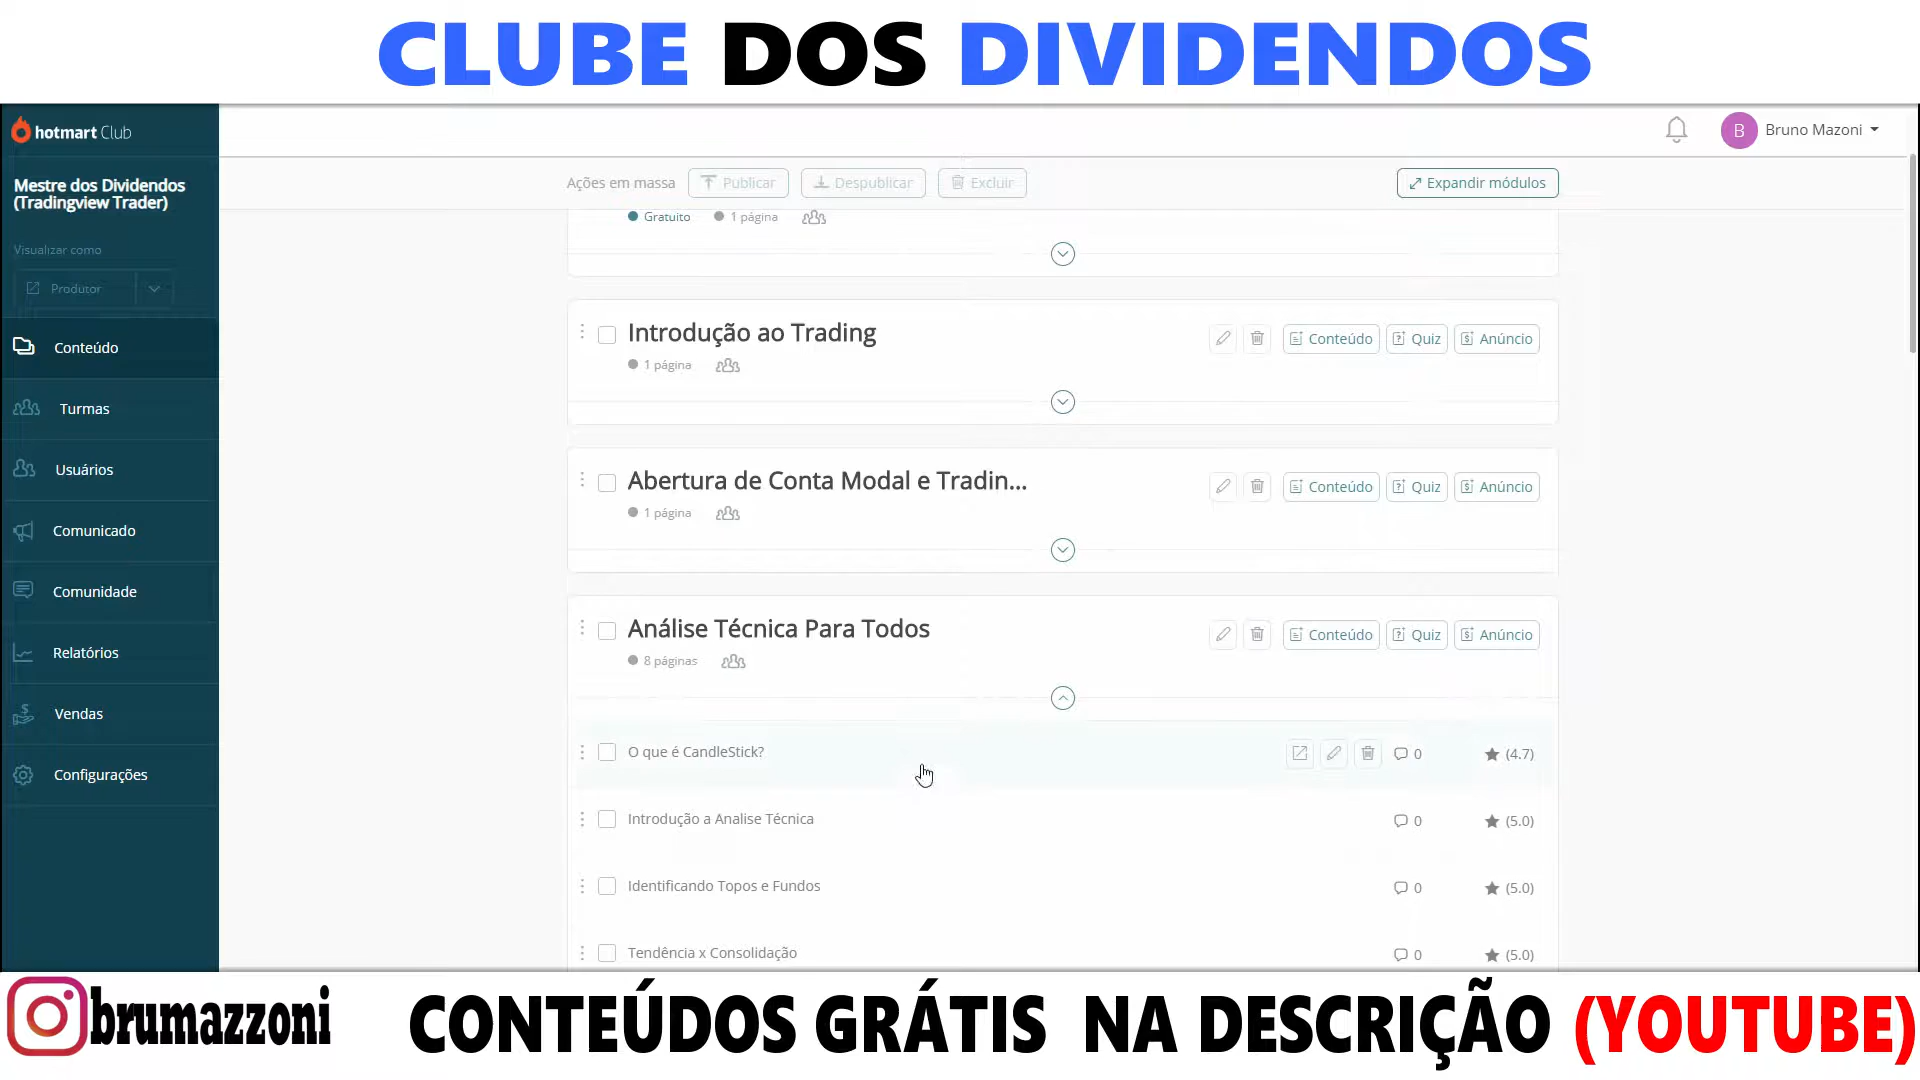 CLUBE DOS DIVIDENDOS
hotmart Club
Bruno Mazoni
B
Mestre dos Dividendos
(Tradingview Trader)
Visualizar como
Produtor
Conteúdo
Turmas
Usuários
Comunicado
Comunidade
Relatórios
Vendas
Configurações
Ações em massa Publicar Despublicar Excluir Expandir módulos
Gratuito 1 página
Introdução ao Trading
Conteúdo Quiz Anúncio
1 página
Abertura de Conta Modal e Tradin...
Conteúdo Quiz Anúncio
1 página
Análise Técnica Para Todos
Conteúdo Quiz Anúncio
8 páginas
O que é CandleStick? 0 (4.7)
Introdução a Analise Técnica 0 (5.0)
Identificando Topos e Fundos 0 (5.0)
Tendência x Consolidação 0 (5.0)
brumazzoni CONTEÚDOS GRÁTIS NA DESCRIÇÃO (YOUTUBE)